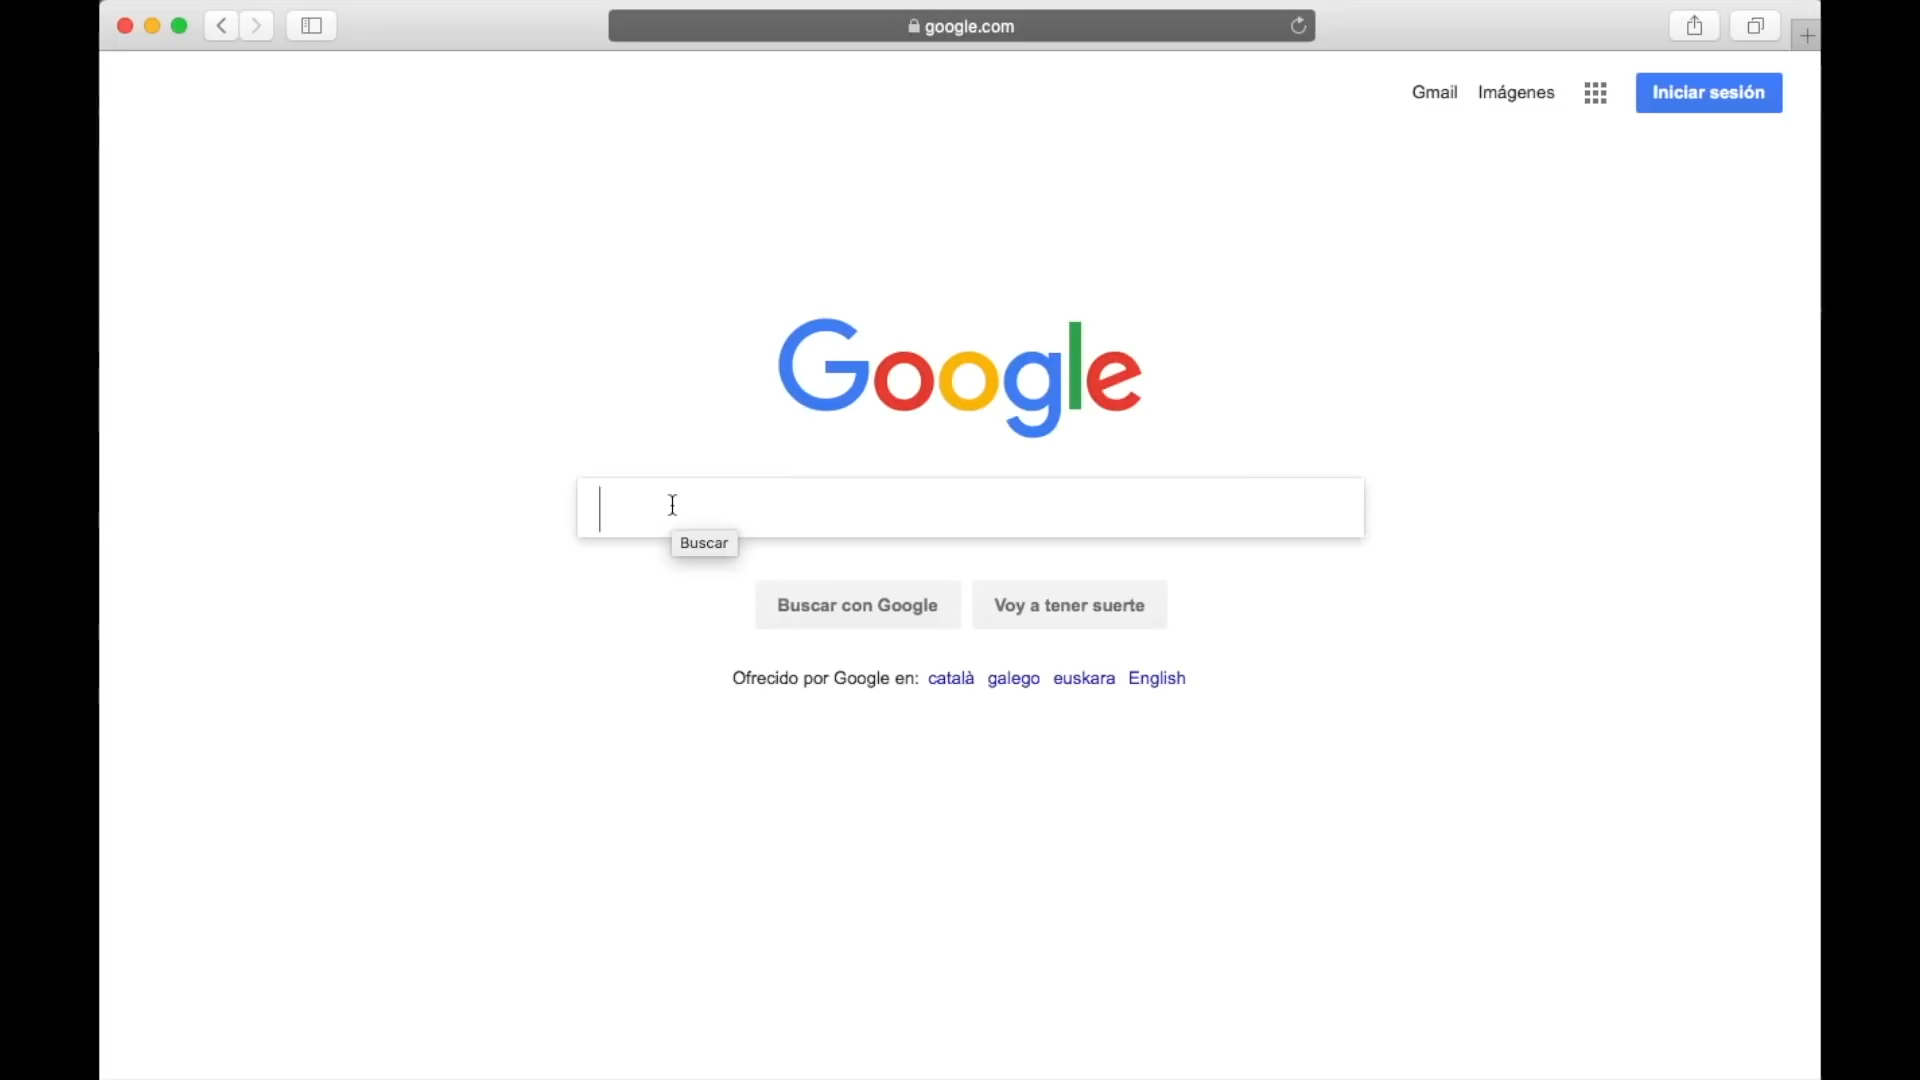 google.com
Gmail Imágenes Iniciar sesión
Google
Buscar
Buscar con Google Voy a tener suerte
Ofrecido por Google en: català galego euskara English